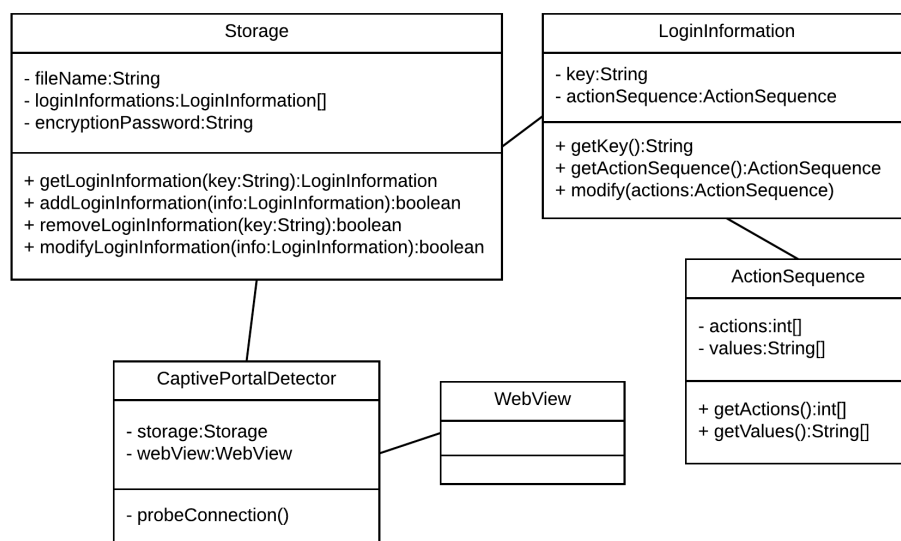 Storage
- fileName:String
- loginInformations:LoginInformation[]
- encryptionPassword:String
+ getLoginInformation(key:String):LoginInformation
+ addLoginInformation(info:LoginInformation):boolean
+ removeLoginInformation(key:String):boolean
+ modifyLoginInformation(info:LoginInformation):boolean
LoginInformation
- key:String
- actionSequence:ActionSequence
+ getKey():String
+ getActionSequence():ActionSequence
+ modify(actions:ActionSequence)
ActionSequence
- actions:int[]
- values:String[]
+ getActions():int[]
+ getValues():String[]
CaptivePortalDetector
- storage:Storage
- webView:WebView
- probeConnection()
WebView